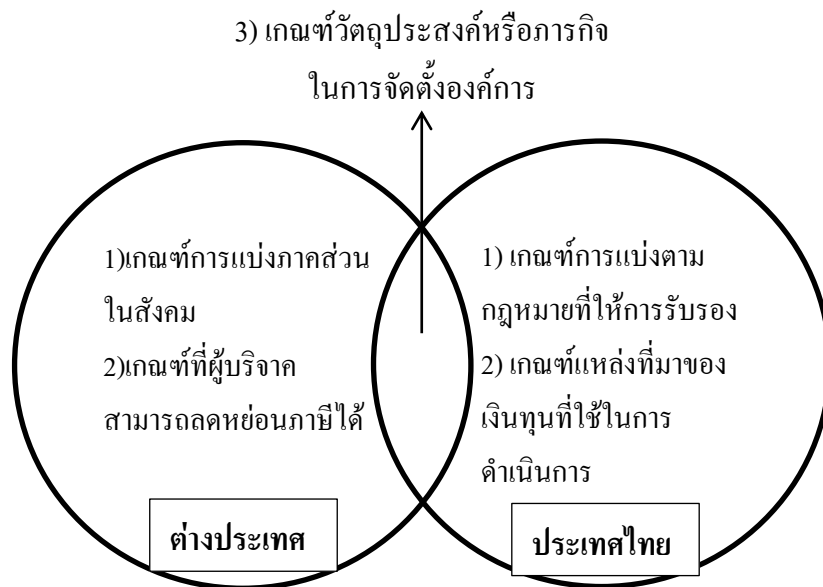 3) เกณฑ์วัตถุประสงค์หรือภารกิจ
ในการจัดตั้งองค์การ
1)เกณฑ์การแบ่งภาคส่วน
ในสังคม
2)เกณฑ์ที่ผู้บริจาค
สามารถลดหย่อนภาษีได้
ต่างประเทศ
1) เกณฑ์การแบ่งตาม
กฎหมายที่ให้การรับรอง
2) เกณฑ์แหล่งที่มาของ
เงินทุนที่ใช้ในการ
ดำเนินการ
ประเทศไทย